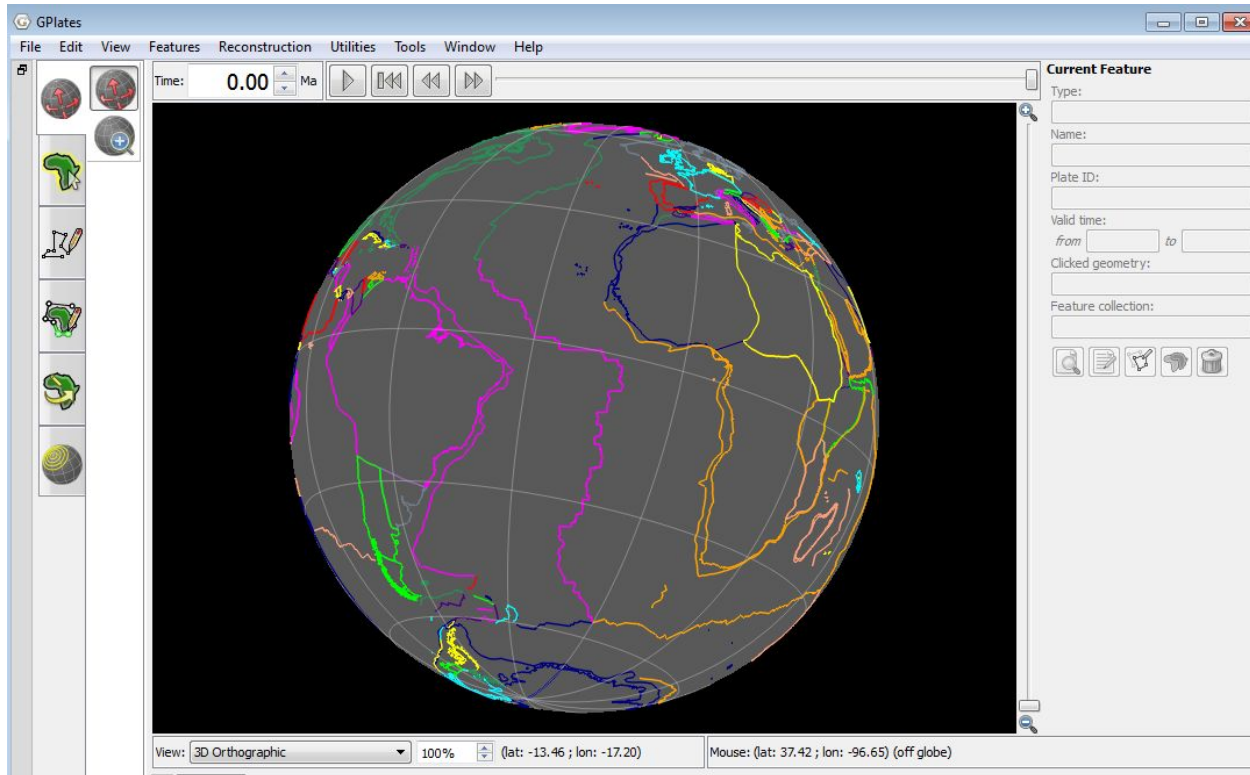 GPlates
File Edit View Features Reconstruction Utilities Tools Window Help
Time: 0.00 Ma
Current Feature
Type:
Name:
Plate ID:
Valid time:
from to
Clicked geometry:
Feature collection:
View: 3D Orthographic 100% (lat: -13.46 ; lon: -17.20) Mouse: (lat: 37.42 ; lon: -96.65) (off globe)